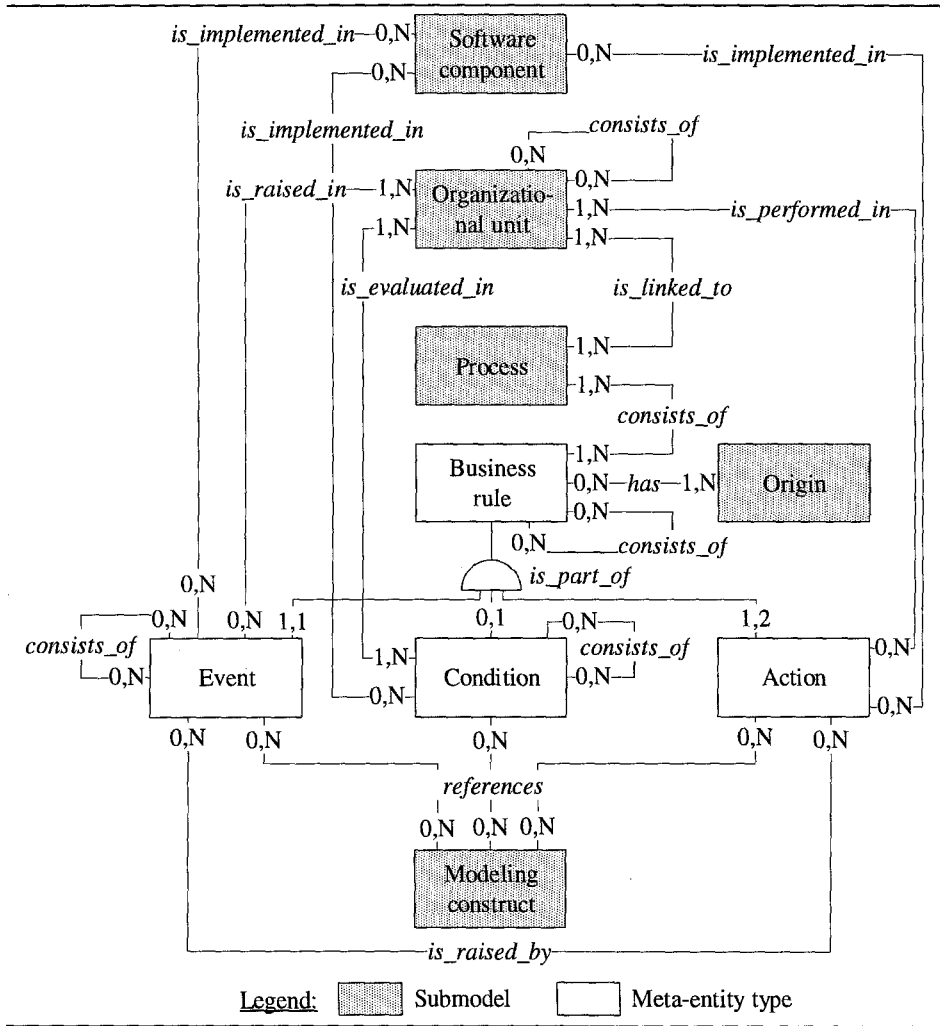 is_implemented_in 0,N Software
component 0,N is_implemented_in
0,N
is_implemented_in
consists_of
0,N
0,N
is_raised_in 1,N Organizatio-
nal unit 1,N is_performed_in
1,N 1,N
is_evaluated_in is_linked_to
1,N
Process
1,N
consists_of
1,N
Business
rule 0,N has 1,N Origin
0,N
0,N consists_of
is_part_of
0,N
0,N 0,N 1,1 0,1 0,N 1,2
consists_of consists_of
0,N Event 1,N Condition 0,N Action 0,N
0,N 0,N
0,N 0,N 0,N 0,N 0,N
references
0,N 0,N 0,N
Modeling
construct
is_raised_by
Legend: Submodel Meta-entity type